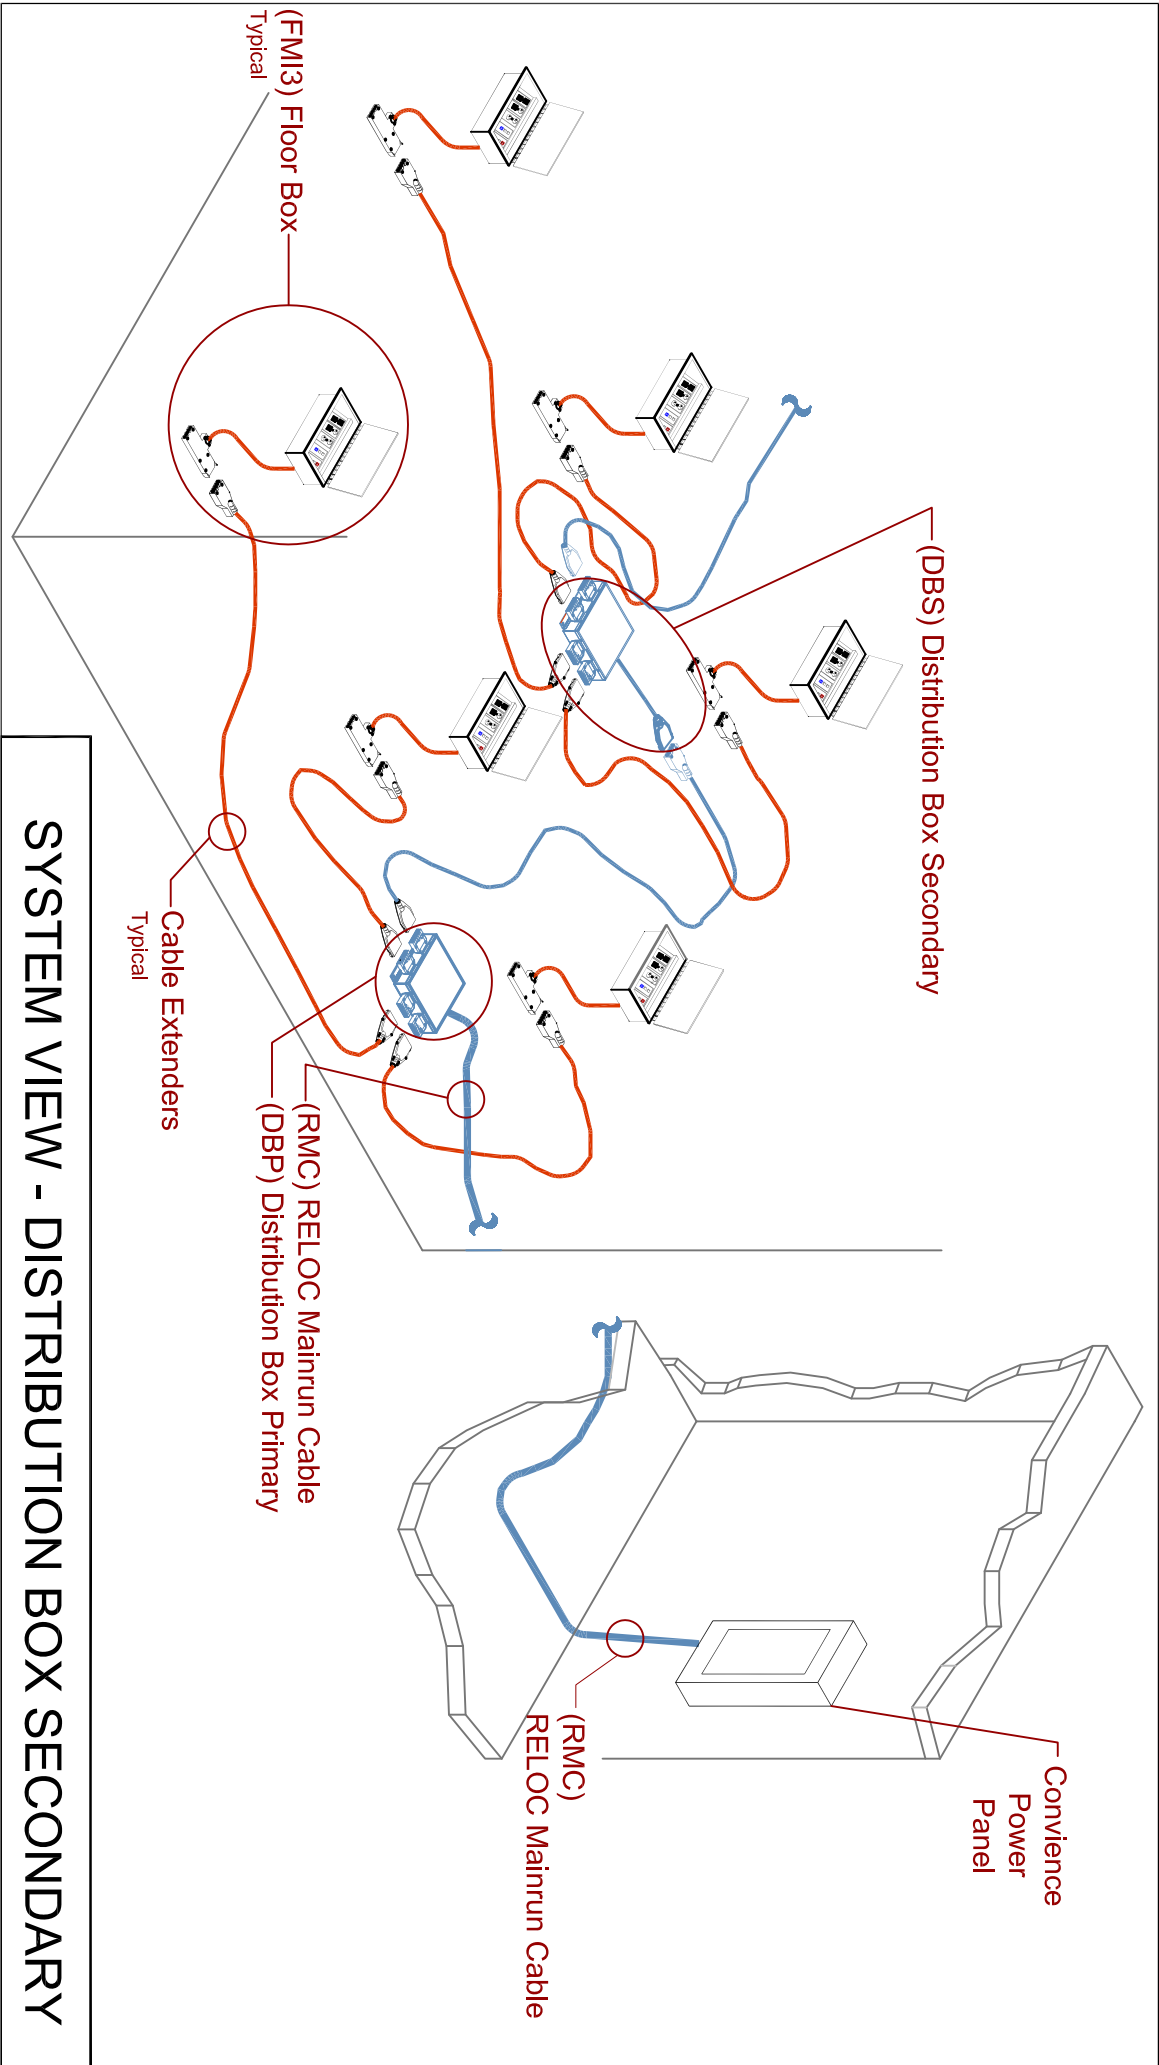 (DBS) Distribution Box Secondary
Convience
Power
Panel
(RMC)
RELOC Mainrun Cable
(FMI3) Floor Box
Typical
(RMC) RELOC Mainrun Cable
(DBP) Distribution Box Primary
Cable Extenders
Typical
SYSTEM VIEW - DISTRIBUTION BOX SECONDARY